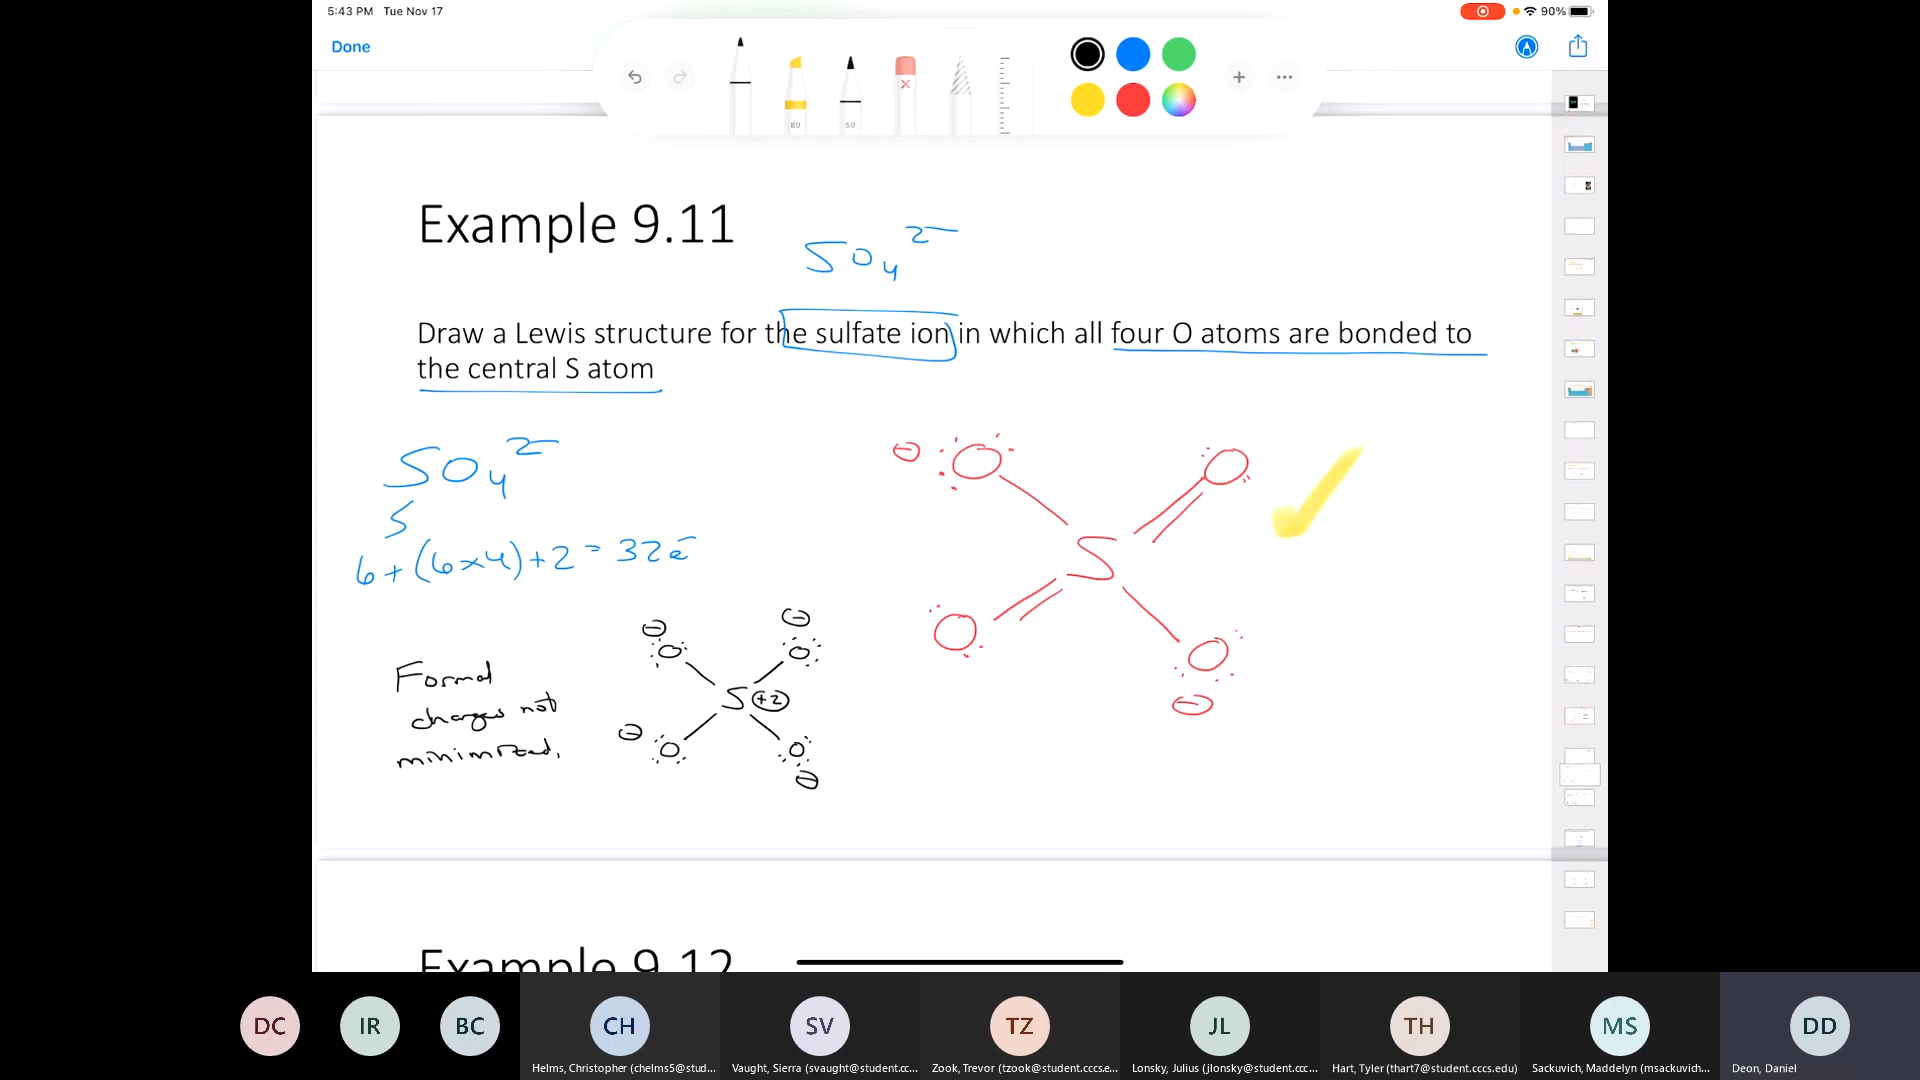 5:43 PM Tue Nov 17
90%
Done
80
50
Example 9.11
SO₄²⁻
Draw a Lewis structure for the sulfate ion in which all four O atoms are bonded to
the central S atom
SO₄²⁻
S
6+(6×4)+2 = 32e⁻
⊖ O O
S
O O
⊖
⊖ ⊖
O O
S +2
⊖ O O
⊖
Formal
charges not
minimized.
Example 9.12
DC IR BC CH SV TZ JL TH MS DD
Helms, Christopher (chelms5@stud...
Vaught, Sierra (svaught@student.cc...
Zook, Trevor (tzook@student.cccs.e...
Lonsky, Julius (jlonsky@student.ccc...
Hart, Tyler (thart7@student.cccs.edu)
Sackuvich, Maddelyn (msackuvich...
Deon, Daniel